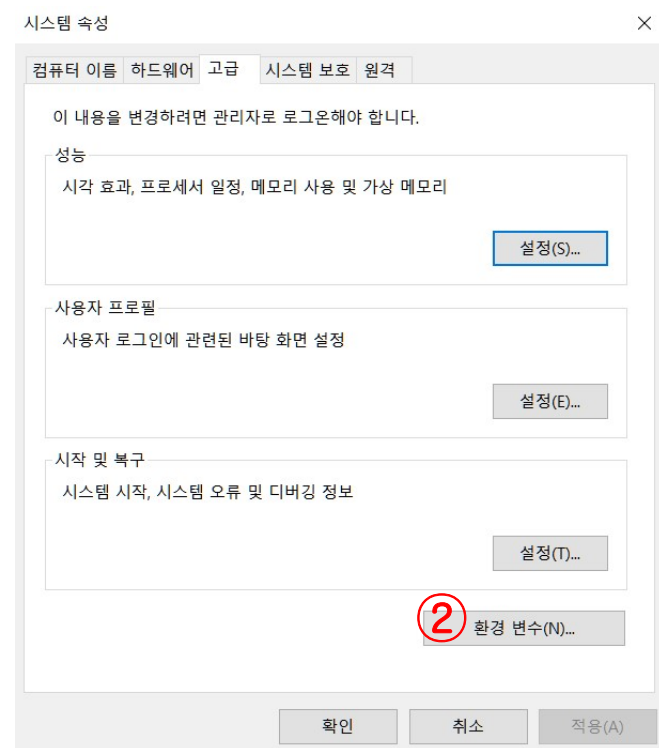 시스템 속성
컴퓨터 이름 하드웨어 고급 시스템 보호 원격
이 내용을 변경하려면 관리자로 로그온해야 합니다.
성능
시각 효과, 프로세서 일정, 메모리 사용 및 가상 메모리
설정(S)...
사용자 프로필
사용자 로그인에 관련된 바탕 화면 설정
설정(E)...
시작 및 복구
시스템 시작, 시스템 오류 및 디버깅 정보
설정(T)...
② 환경 변수(N)...
확인 취소 적용(A)